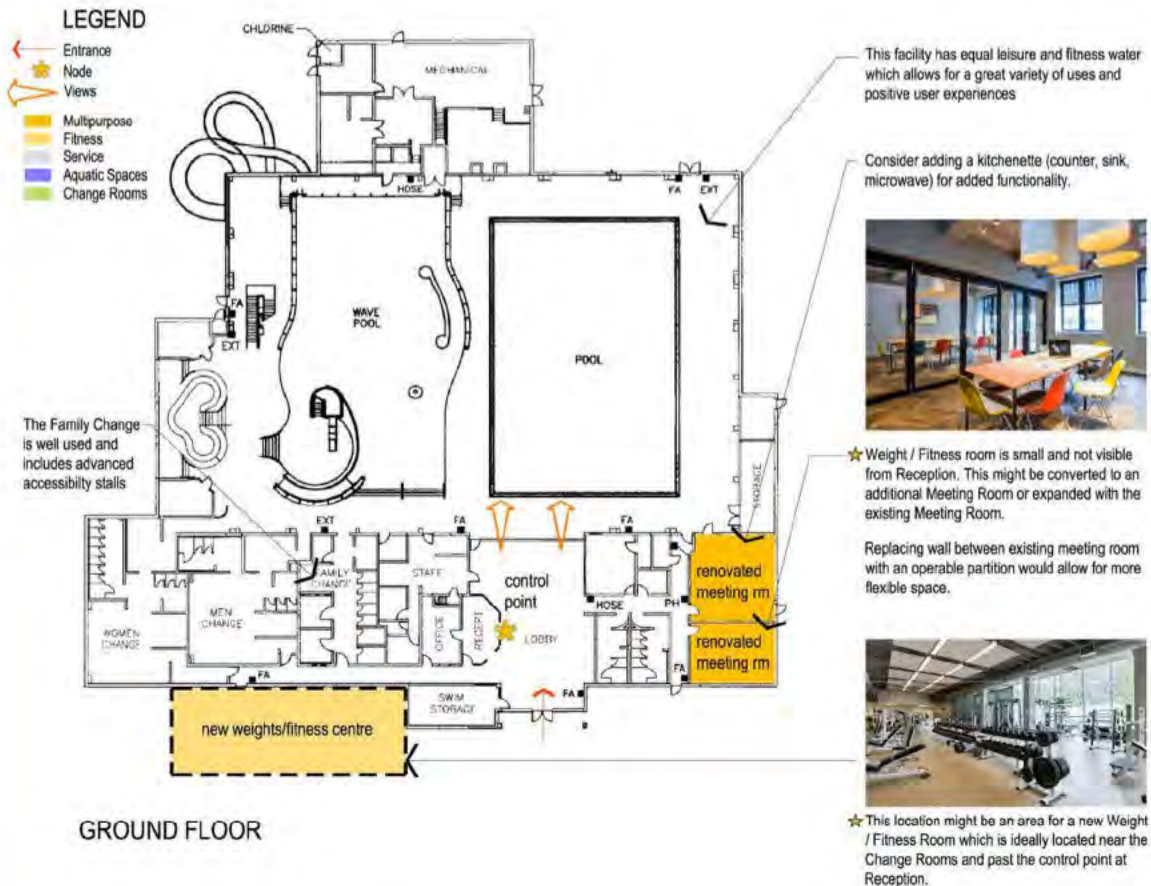 LEGEND
Entrance
Node
Views
Multipurpose
Fitness
Service
Aquatic Spaces
Change Rooms
CHLORINE
MECHANICAL
HOSE
FA
EXT
This facility has equal leisure and fitness water
which allows for a great variety of uses and
positive user experiences
Consider adding a kitchenette (counter, sink,
microwave) for added functionality.
FA
EXT
WAVE
POOL
POOL
The Family Change
is well used and
includes advanced
accessibilty stalls
STORAGE
Weight / Fitness room is small and not visible
from Reception. This might be converted to an
additional Meeting Room or expanded with the
existing Meeting Room.
Replacing wall between existing meeting room
with an operable partition would allow for more
flexible space.
EXT
FA
FA
FAMILY
CHANGE
STAFF
control
point
renovated
meeting rm
HOSE
PH
MEN
CHANGE
WOMEN
CHANGE
OFFICE
RECEPT
LOBBY
renovated
meeting rm
FA
FA
SWIM
STORAGE
FA
new weights/fitness centre
GROUND FLOOR
This location might be an area for a new Weight
/ Fitness Room which is ideally located near the
Change Rooms and past the control point at
Reception.